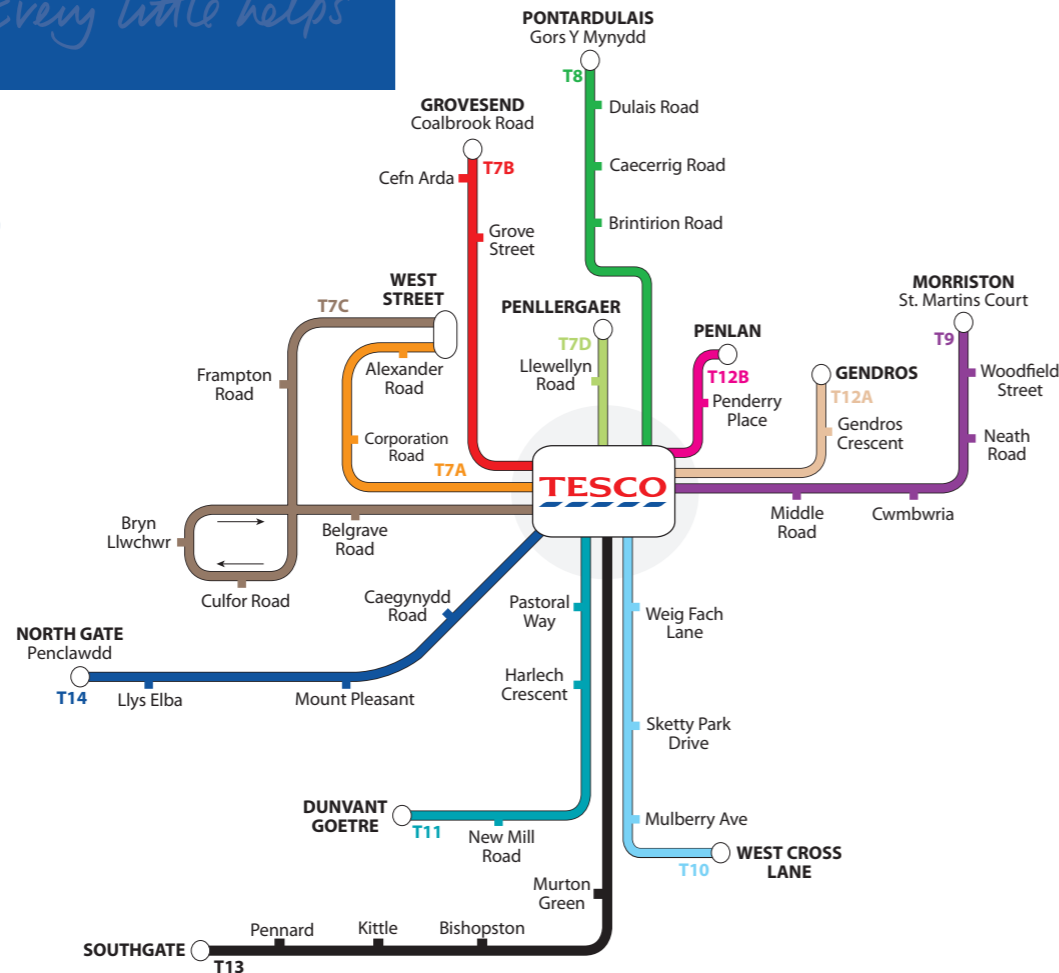 every little helps
PONTARDULAIS
Gors Y Mynydd
T8
Dulais Road
Caecerrig Road
Brintirion Road
GROVESEND
Coalbrook Road
T7B
Cefn Arda
Grove
Street
WEST
STREET
T7C
Frampton
Road
Alexander
Road
Corporation
Road
T7A
Bryn
Llwchwr
Belgrave
Road
Culfor Road
PENLLERGAER
T7D
Llewellyn
Road
PENLAN
T12B
Penderry
Place
GENDROS
T12A
Gendros
Crescent
MORRISTON
St. Martins Court
T9
Woodfield
Street
Neath
Road
Middle
Road
Cwmbwria
TESCO
Caegynydd
Road
NORTH GATE
Penclawdd
T14
Llys Elba
Mount Pleasant
Pastoral
Way
Harlech
Crescent
DUNVANT
GOETRE
T11
New Mill
Road
Weig Fach
Lane
Sketty Park
Drive
Mulberry Ave
T10
WEST CROSS
LANE
Murton
Green
SOUTHGATE
T13
Pennard
Kittle
Bishopston